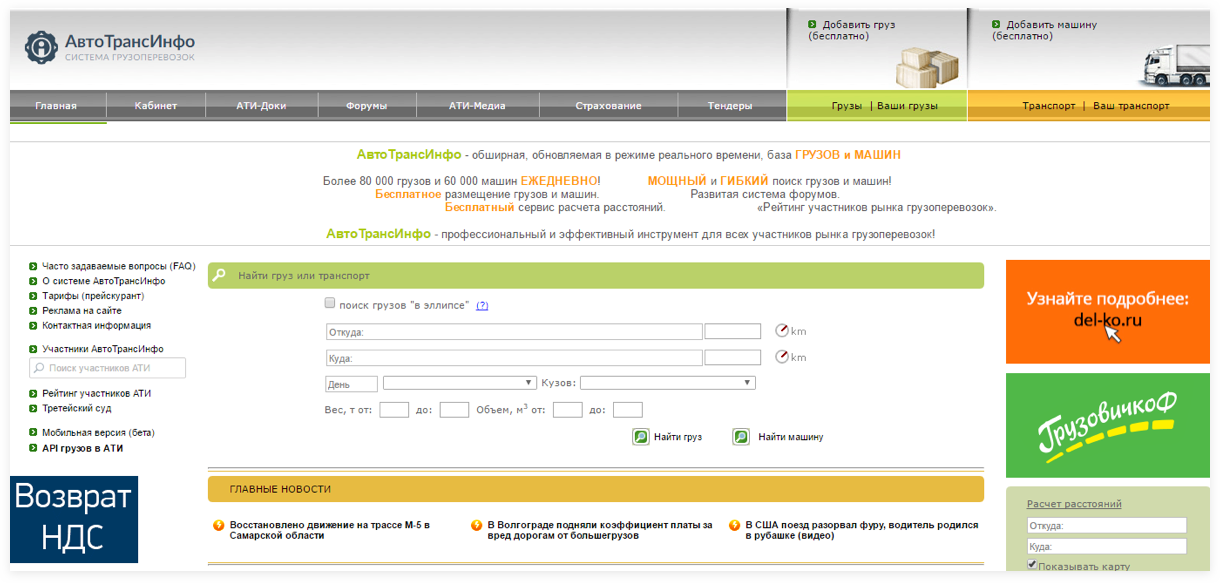 АвтоТрансИнфо
СИСТЕМА ГРУЗОПЕРЕВОЗОК
Добавить груз
(бесплатно)
Добавить машину
(бесплатно)
Главная
Кабинет
АТИ-Доки
Форумы
АТИ-Медиа
Страхование
Тендеры
Грузы | Ваши грузы
Транспорт | Ваш транспорт
АвтоТрансИнфо - обширная, обновляемая в режиме реального времени, база ГРУЗОВ и МАШИН
Более 80 000 грузов и 60 000 машин ЕЖЕДНЕВНО! МОЩНЫЙ и ГИБКИЙ поиск грузов и машин!
Бесплатное размещение грузов и машин. Развитая система форумов.
Бесплатный сервис расчета расстояний. «Рейтинг участников рынка грузоперевозок».
АвтоТрансИнфо - профессиональный и эффективный инструмент для всех участников рынка грузоперевозок!
Часто задаваемые вопросы (FAQ)
О системе АвтоТрансИнфо
Тарифы (прейскурант)
Реклама на сайте
Контактная информация
Участники АвтоТрансИнфо
Поиск участников АТИ
Рейтинг участников АТИ
Третейский суд
Мобильная версия (бета)
API грузов в АТИ
Возврат
НДС
Найти груз или транспорт
поиск грузов "в эллипсе" (?)
Откуда:
km
Куда:
km
День
Кузов:
Вес, т от: до: Объем, м3 от: до:
Найти груз
Найти машину
ГЛАВНЫЕ НОВОСТИ
Восстановлено движение на трассе М-5 в
Самарской области
В Волгограде подняли коэффициент платы за
вред дорогам от большегрузов
В США поезд разорвал фуру, водитель родился
в рубашке (видео)
Узнайте подробнее:
del-ko.ru
ГрузовичкоФ
Расчет расстояний
Откуда:
Куда:
Показывать карту